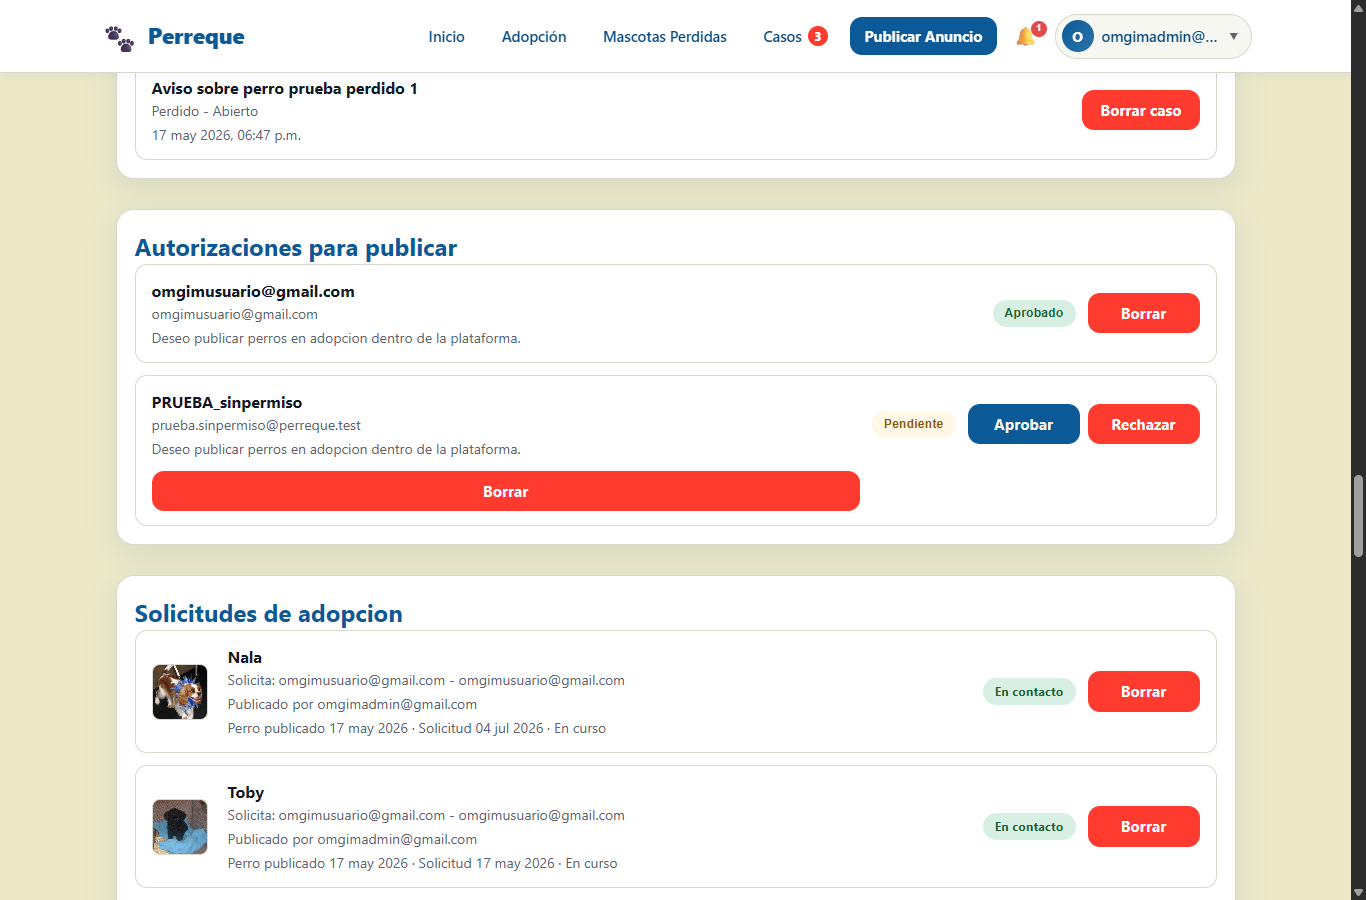 Perreque
Inicio
Adopción
Mascotas Perdidas
Casos 3
Publicar Anuncio
1
O omgimadmin@... ▼
Aviso sobre perro prueba perdido 1
Perdido - Abierto
17 may 2026, 06:47 p.m.
Borrar caso
Autorizaciones para publicar
omgimusuario@gmail.com
omgimusuario@gmail.com
Deseo publicar perros en adopcion dentro de la plataforma.
Aprobado
Borrar
PRUEBA_sinpermiso
prueba.sinpermiso@perreque.test
Deseo publicar perros en adopcion dentro de la plataforma.
Pendiente
Aprobar
Rechazar
Borrar
Solicitudes de adopcion
Nala
Solicita: omgimusuario@gmail.com - omgimusuario@gmail.com
Publicado por omgimadmin@gmail.com
Perro publicado 17 may 2026 · Solicitud 04 jul 2026 · En curso
En contacto
Borrar
Toby
Solicita: omgimusuario@gmail.com - omgimusuario@gmail.com
Publicado por omgimadmin@gmail.com
Perro publicado 17 may 2026 · Solicitud 17 may 2026 · En curso
En contacto
Borrar